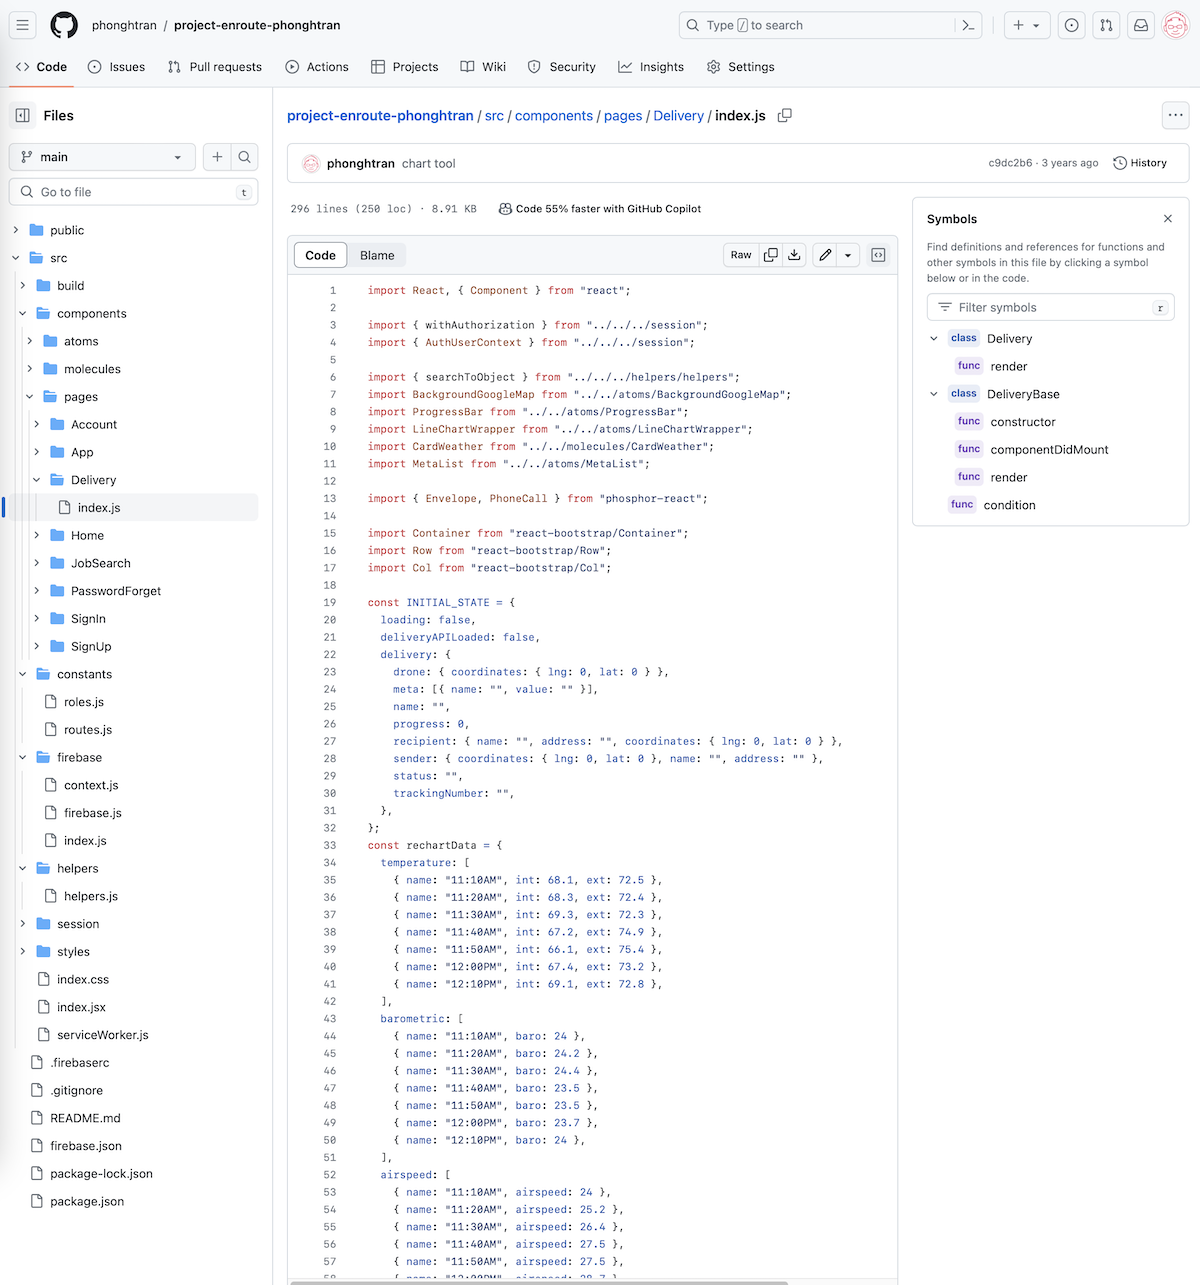 phonghtran / project-enroute-phonghtran
Type / to search
Code
Issues
Pull requests
Actions
Projects
Wiki
Security
Insights
Settings
Files
main
Go to file
t
public
src
build
components
atoms
molecules
pages
Account
App
Delivery
index.js
Home
JobSearch
PasswordForget
SignIn
SignUp
constants
roles.js
routes.js
firebase
context.js
firebase.js
index.js
helpers
helpers.js
session
styles
index.css
index.jsx
serviceWorker.js
.firebaserc
.gitignore
README.md
firebase.json
package-lock.json
package.json
project-enroute-phonghtran / src / components / pages / Delivery / index.js
phonghtran chart tool
c9dc2b6 · 3 years ago
History
296 lines (250 loc) · 8.91 KB
Code 55% faster with GitHub Copilot
Code
Blame
Raw
1 import React, { Component } from "react";
2
3 import { withAuthorization } from "../../../session";
4 import { AuthUserContext } from "../../../session";
5
6 import { searchToObject } from "../../../helpers/helpers";
7 import BackgroundGoogleMap from "../../atoms/BackgroundGoogleMap";
8 import ProgressBar from "../../atoms/ProgressBar";
9 import LineChartWrapper from "../../atoms/LineChartWrapper";
10 import CardWeather from "../../molecules/CardWeather";
11 import MetaList from "../../atoms/MetaList";
12
13 import { Envelope, PhoneCall } from "phosphor-react";
14
15 import Container from "react-bootstrap/Container";
16 import Row from "react-bootstrap/Row";
17 import Col from "react-bootstrap/Col";
18
19 const INITIAL_STATE = {
20 loading: false,
21 deliveryAPILoaded: false,
22 delivery: {
23 drone: { coordinates: { lng: 0, lat: 0 } },
24 meta: [{ name: "", value: "" }],
25 name: "",
26 progress: 0,
27 recipient: { name: "", address: "", coordinates: { lng: 0, lat: 0 } },
28 sender: { coordinates: { lng: 0, lat: 0 }, name: "", address: "" },
29 status: "",
30 trackingNumber: "",
31 },
32 };
33 const rechartData = {
34 temperature: [
35 { name: "11:10AM", int: 68.1, ext: 72.5 },
36 { name: "11:20AM", int: 68.3, ext: 72.4 },
37 { name: "11:30AM", int: 69.3, ext: 72.3 },
38 { name: "11:40AM", int: 67.2, ext: 74.9 },
39 { name: "11:50AM", int: 66.1, ext: 75.4 },
40 { name: "12:00PM", int: 67.4, ext: 73.2 },
41 { name: "12:10PM", int: 69.1, ext: 72.8 },
42 ],
43 barometric: [
44 { name: "11:10AM", baro: 24 },
45 { name: "11:20AM", baro: 24.2 },
46 { name: "11:30AM", baro: 24.4 },
47 { name: "11:40AM", baro: 23.5 },
48 { name: "11:50AM", baro: 23.5 },
49 { name: "12:00PM", baro: 23.7 },
50 { name: "12:10PM", baro: 24 },
51 ],
52 airspeed: [
53 { name: "11:10AM", airspeed: 24 },
54 { name: "11:20AM", airspeed: 25.2 },
55 { name: "11:30AM", airspeed: 26.4 },
56 { name: "11:40AM", airspeed: 27.5 },
57 { name: "11:50AM", airspeed: 27.5 },
Symbols
Find definitions and references for functions and
other symbols in this file by clicking a symbol
below or in the code.
Filter symbols
r
class Delivery
func render
class DeliveryBase
func constructor
func componentDidMount
func render
func condition